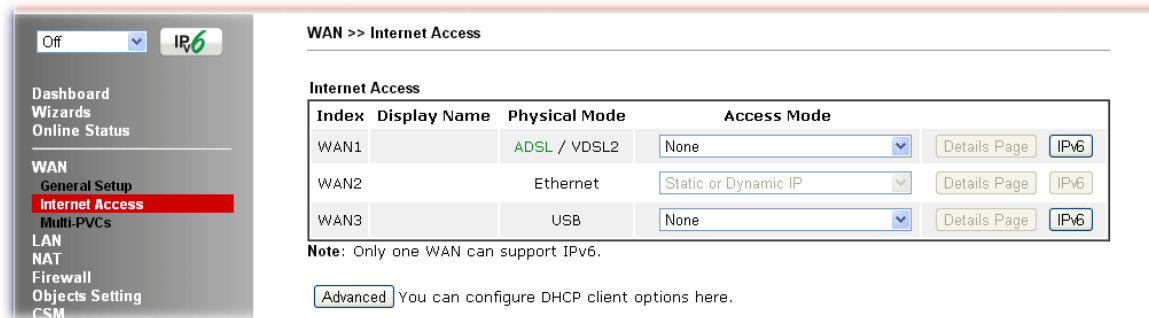 Off
IPv6
Dashboard
Wizards
Online Status
WAN
General Setup
Internet Access
Multi-PVCs
LAN
NAT
Firewall
Objects Setting
CSM
WAN >> Internet Access
Internet Access
Index Display Name Physical Mode Access Mode
WAN1 ADSL / VDSL2 None Details Page IPv6
WAN2 Ethernet Static or Dynamic IP Details Page IPv6
WAN3 USB None Details Page IPv6
Note: Only one WAN can support IPv6.
Advanced You can configure DHCP client options here.